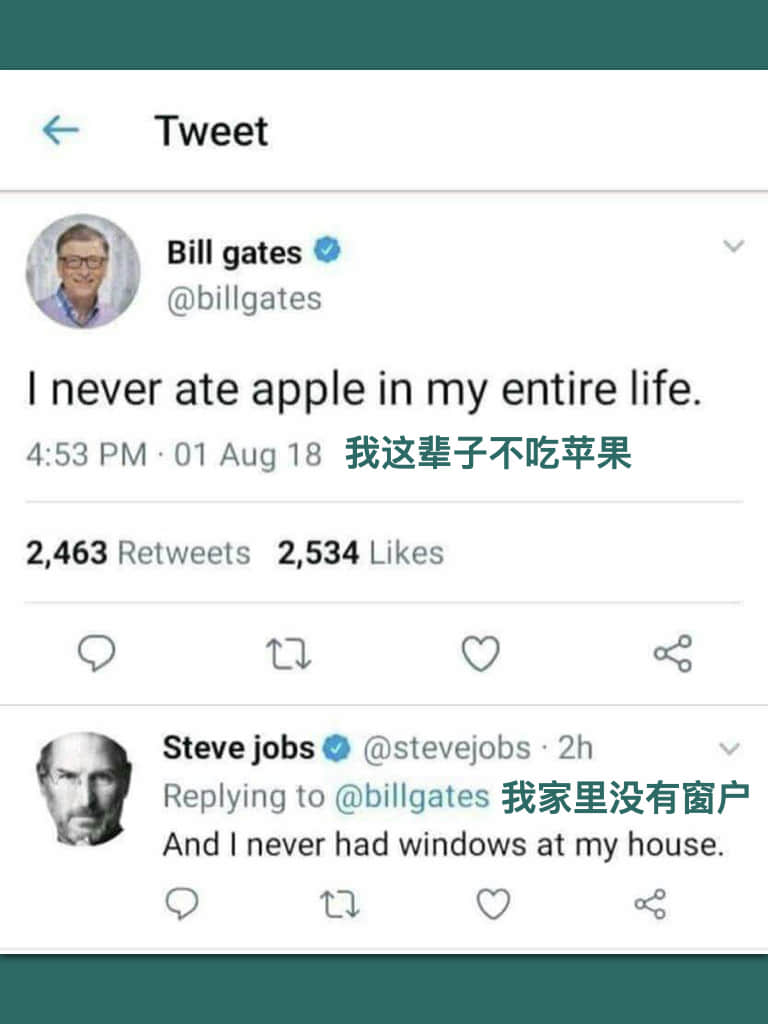 Tweet
Bill gates
@billgates
I never ate apple in my entire life.
4:53 PM · 01 Aug 18 我这辈子不吃苹果
2,463 Retweets 2,534 Likes
Steve jobs @stevejobs · 2h
Replying to @billgates 我家里没有窗户
And I never had windows at my house.